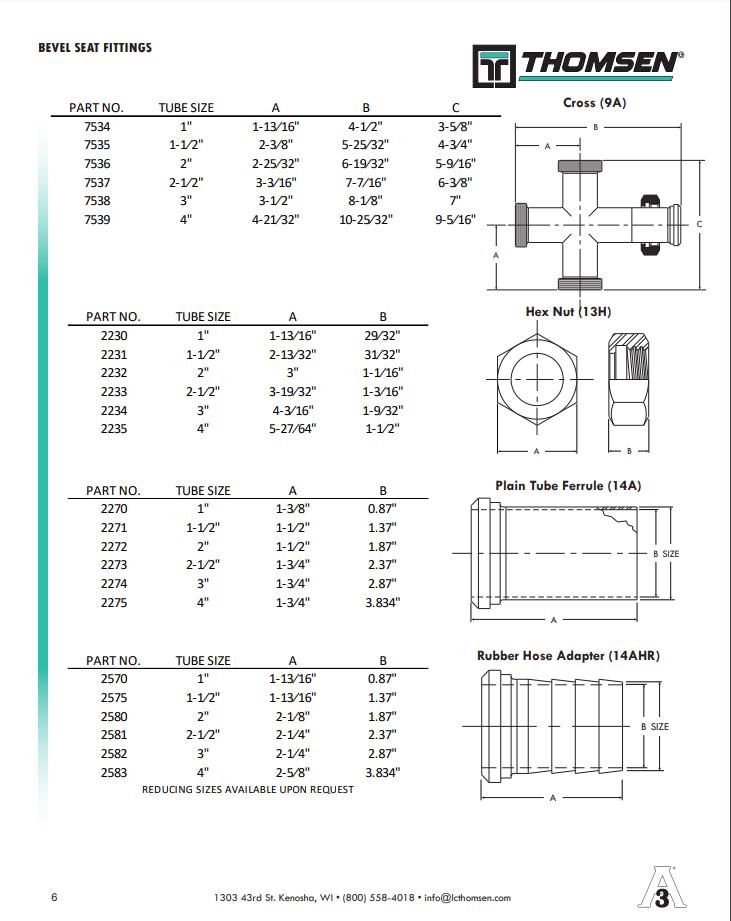 BEVEL SEAT FITTINGS
THOMSEN®
Cross (9A)
PART NO. TUBE SIZE A B C
7534 1" 1-13/16" 4-1/2" 3-5/8"
7535 1-1/2" 2-3/8" 5-25/32" 4-3/4"
7536 2" 2-25/32" 6-19/32" 5-9/16"
7537 2-1/2" 3-3/16" 7-7/16" 6-3/8"
7538 3" 3-1/2" 8-1/8" 7"
7539 4" 4-21/32" 10-25/32" 9-5/16"
B
A
C
A
Hex Nut (13H)
PART NO. TUBE SIZE A B
2230 1" 1-13/16" 29/32"
2231 1-1/2" 2-13/32" 31/32"
2232 2" 3" 1-1/16"
2233 2-1/2" 3-19/32" 1-3/16"
2234 3" 4-3/16" 1-9/32"
2235 4" 5-27/64" 1-1/2"
A B
Plain Tube Ferrule (14A)
PART NO. TUBE SIZE A B
2270 1" 1-3/8" 0.87"
2271 1-1/2" 1-1/2" 1.37"
2272 2" 1-1/2" 1.87"
2273 2-1/2" 1-3/4" 2.37"
2274 3" 1-3/4" 2.87"
2275 4" 1-3/4" 3.834"
B SIZE
A
Rubber Hose Adapter (14AHR)
PART NO. TUBE SIZE A B
2570 1" 1-13/16" 0.87"
2575 1-1/2" 1-13/16" 1.37"
2580 2" 2-1/8" 1.87"
2581 2-1/2" 2-1/4" 2.37"
2582 3" 2-1/4" 2.87"
2583 4" 2-5/8" 3.834"
REDUCING SIZES AVAILABLE UPON REQUEST
B SIZE
A
6
1303 43rd St. Kenosha, WI • (800) 558-4018 • info@lcthomsen.com
A
3